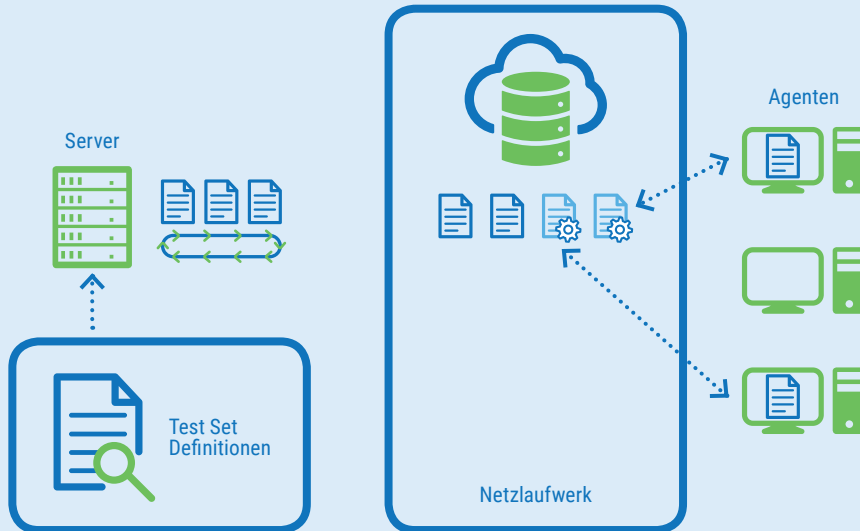 Server
Test Set
Definitionen
Netzlaufwerk
Agenten